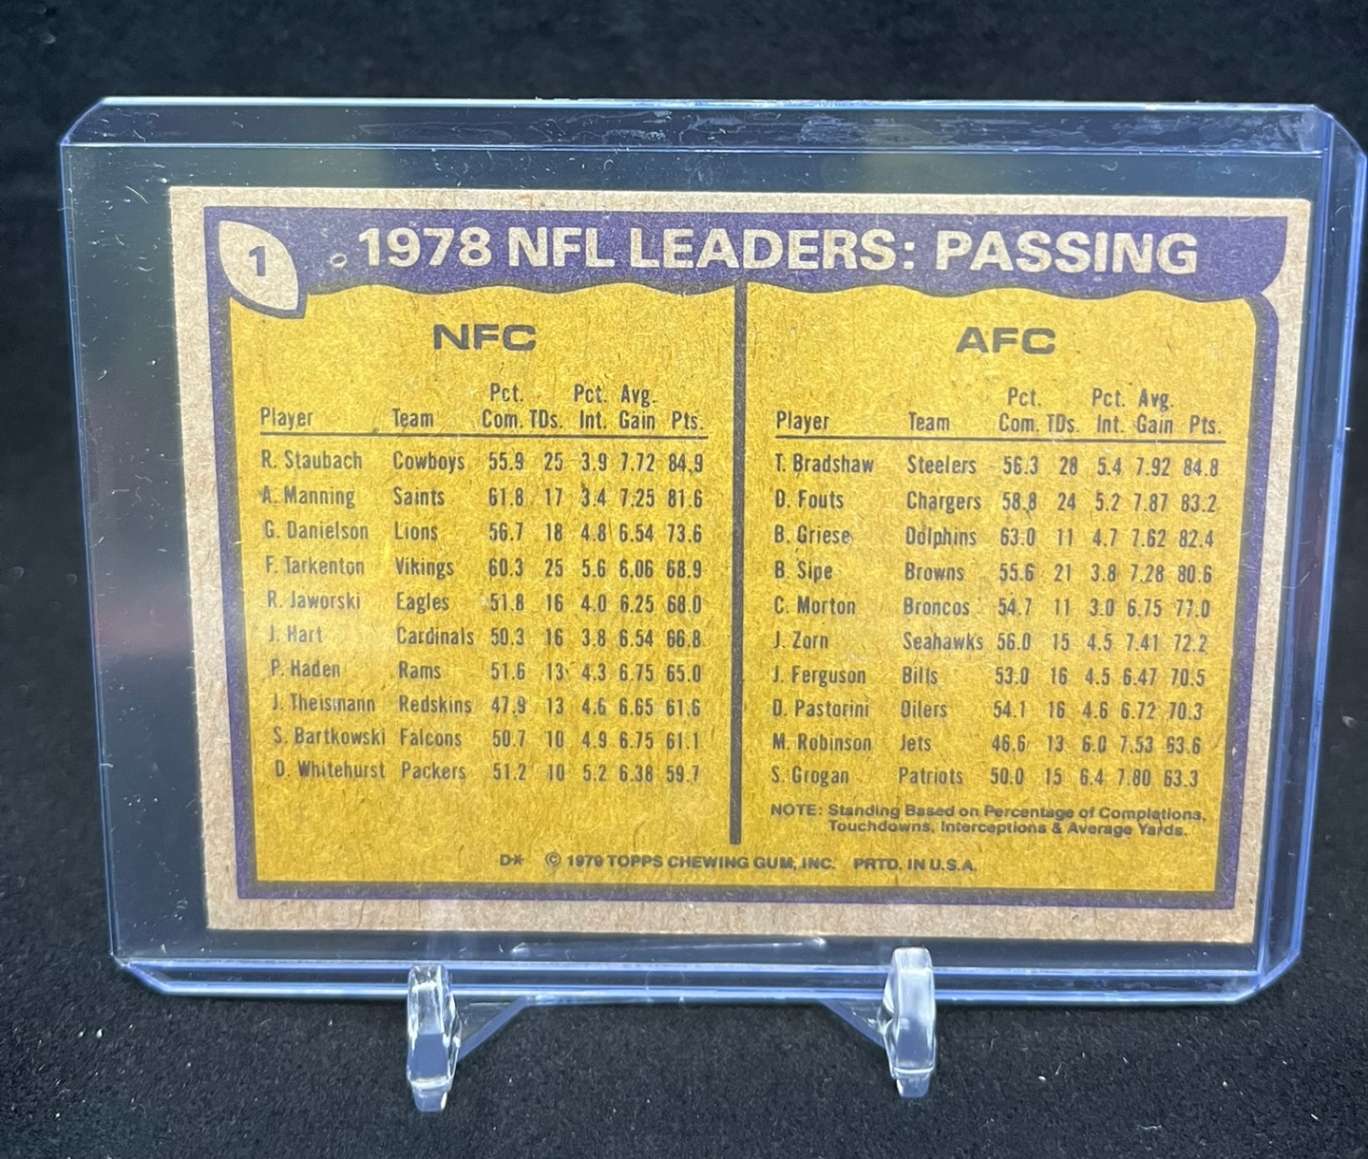 1
1978 NFL LEADERS: PASSING
NFC
Pct. Pct. Avg.
Player Team Com. TDs. Int. Gain Pts.
R. Staubach Cowboys 55.9 25 3.9 7.72 84.9
A. Manning Saints 61.8 17 3.4 7.25 81.6
G. Danielson Lions 56.7 18 4.8 6.54 73.6
F. Tarkenton Vikings 60.3 25 5.6 6.06 68.9
R. Jaworski Eagles 51.8 16 4.0 6.25 68.0
J. Hart Cardinals 50.3 16 3.8 6.54 66.8
P. Haden Rams 51.6 13 4.3 6.75 65.0
J. Theismann Redskins 47.9 13 4.6 6.65 61.6
S. Bartkowski Falcons 50.7 10 4.9 6.75 61.1
D. Whitehurst Packers 51.2 10 5.2 6.38 59.7
AFC
Pct. Pct. Avg.
Player Team Com. TDs. Int. Gain Pts.
T. Bradshaw Steelers 56.3 28 5.4 7.92 84.8
D. Fouts Chargers 58.8 24 5.2 7.87 83.2
B. Griese Dolphins 63.0 11 4.7 7.62 82.4
B. Sipe Browns 55.6 21 3.8 7.28 80.6
C. Morton Broncos 54.7 11 3.0 6.75 77.0
J. Zorn Seahawks 56.0 15 4.5 7.41 72.2
J. Ferguson Bills 53.0 16 4.5 6.47 70.5
D. Pastorini Oilers 54.1 16 4.6 6.72 70.3
M. Robinson Jets 46.6 13 6.0 7.53 63.6
S. Grogan Patriots 50.0 15 6.4 7.80 63.3
NOTE: Standing Based on Percentage of Completions,
Touchdowns, Interceptions & Average Yards.
D* © 1979 TOPPS CHEWING GUM, INC. PRTD. IN U.S.A.